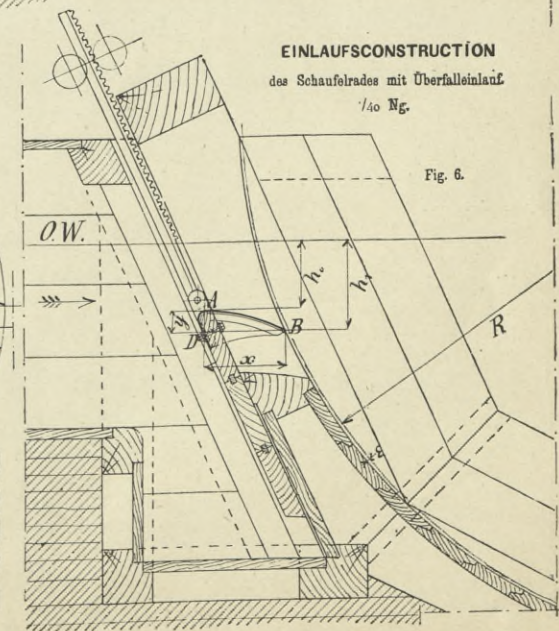 EINLAUFSCONSTRUCTION
des Schaufelrades mit Überfalleinlauf.
1/40 Ng.
Fig. 6.
O.W.
h₀
h₁
A
B
y
D
x
R
ε